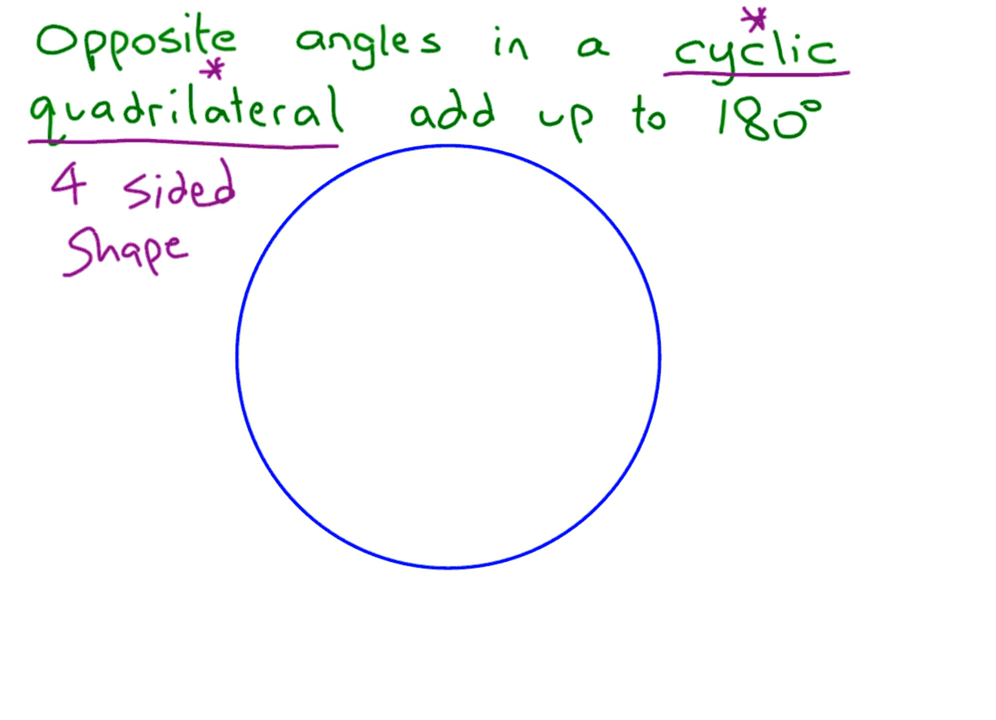 Opposite angles in a cyclic*
quadrilateral* add up to 180°
4 sided
Shape